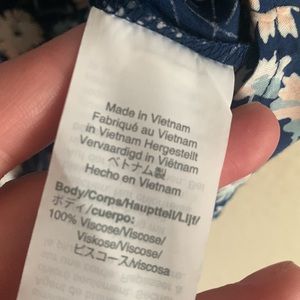 Made in Vietnam
Fabriqué au Vietnam
in Vietnam Hergestellt
Vervaardigd in Viëtnam
ベトナム製
Hecho en Vietnam
Body/Corps/Hauptteil/Lijf/
ボディ/cuerpo:
100% Viscose/Viscose/
Viskose/Viscose/
ビスコース/viscosa